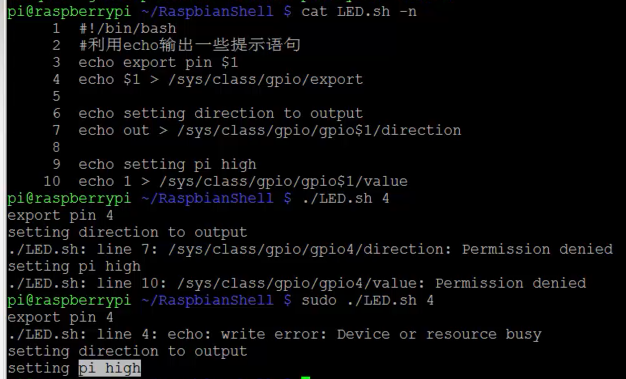 pi@raspberrypi ~/RaspbianShell $ cat LED.sh -n
1 #!/bin/bash
2 #利用echo输出一些提示语句
3 echo export pin $1
4 echo $1 > /sys/class/gpio/export
5
6 echo setting direction to output
7 echo out > /sys/class/gpio/gpio$1/direction
8
9 echo setting pi high
10 echo 1 > /sys/class/gpio/gpio$1/value
pi@raspberrypi ~/RaspbianShell $ ./LED.sh 4
export pin 4
setting direction to output
./LED.sh: line 7: /sys/class/gpio/gpio4/direction: Permission denied
setting pi high
./LED.sh: line 10: /sys/class/gpio/gpio4/value: Permission denied
pi@raspberrypi ~/RaspbianShell $ sudo ./LED.sh 4
export pin 4
./LED.sh: line 4: echo: write error: Device or resource busy
setting direction to output
setting pi high